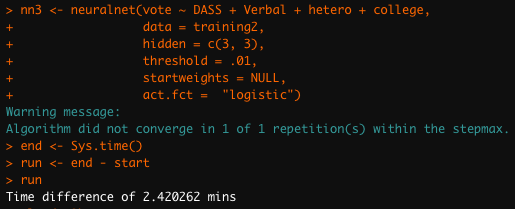 > nn3 <- neuralnet(vote ~ DASS + Verbal + hetero + college,
+                  data = training2,
+                  hidden = c(3, 3),
+                  threshold = .01,
+                  startweights = NULL,
+                  act.fct =  "logistic")
Warning message:
Algorithm did not converge in 1 of 1 repetition(s) within the stepmax.
> end <- Sys.time()
> run <- end - start
> run
Time difference of 2.420262 mins